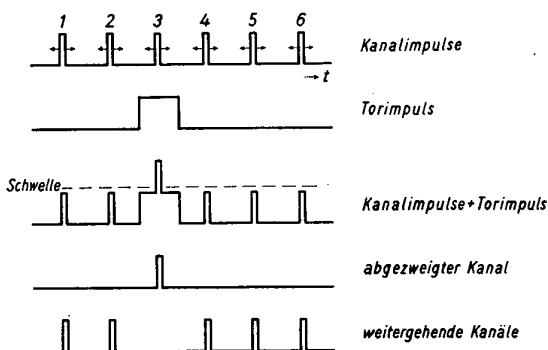 1 2 3 4 5 6
Kanalimpulse
→ t
Torimpuls
Schwelle
Kanalimpulse+Torimpuls
abgezweigter Kanal
weitergehende Kanäle